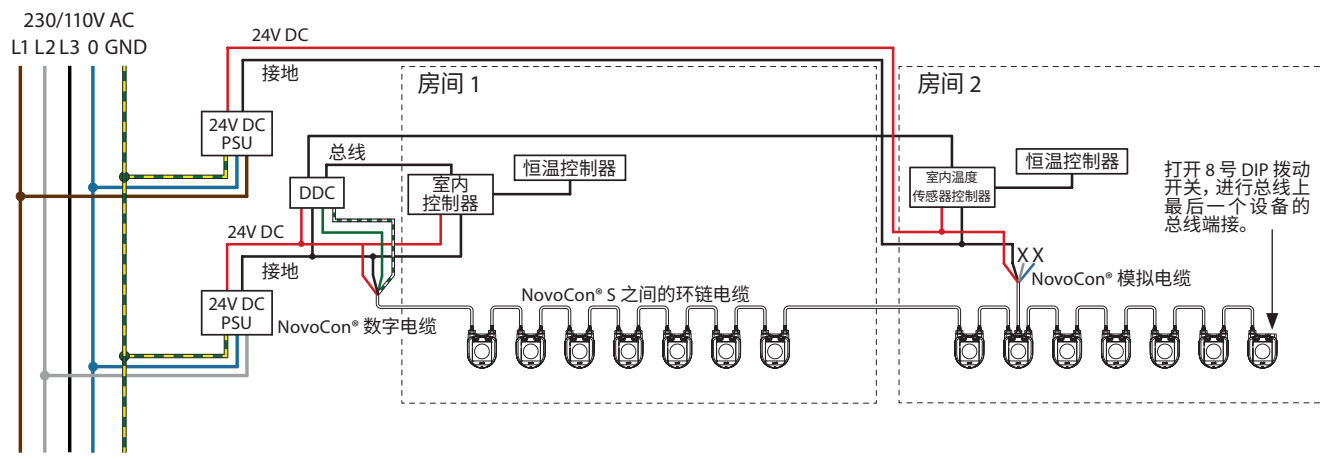 230/110V AC
L1 L2 L3 0 GND
24V DC
接地
24V DC
PSU
总线
DDC
24V DC
接地
24V DC
PSU
NovoCon® 数字电缆
房间 1
恒温控制器
室内
控制器
NovoCon® S 之间的环链电缆
房间 2
恒温控制器
室内温度
传感器控制器
X X
NovoCon® 模拟电缆
打开 8 号 DIP 拨动
开关，进行总线上
最后一个设备的
总线端接。